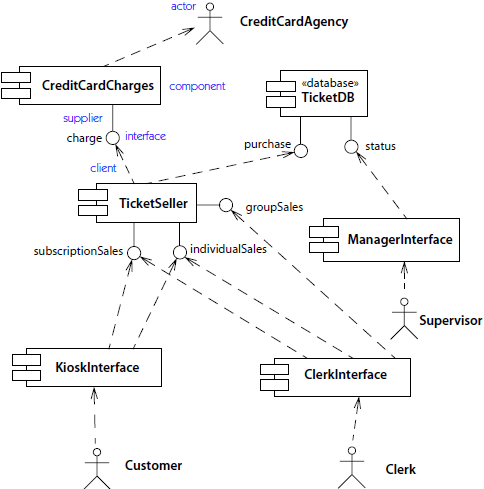 actor
CreditCardAgency
CreditCardCharges
component
«database»
TicketDB
supplier
charge
interface
purchase
status
client
TicketSeller
groupSales
ManagerInterface
subscriptionSales
individualSales
Supervisor
KioskInterface
ClerkInterface
Customer
Clerk